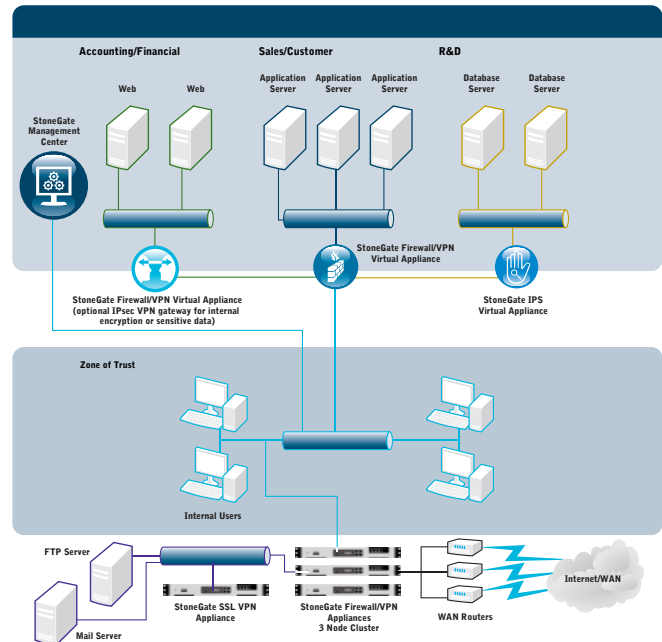 Accounting/Financial
Sales/Customer
R&D
Web
Web
Application
Server
Application
Server
Application
Server
Database
Server
Database
Server
StoneGate
Management
Center
StoneGate Firewall/VPN
Virtual Appliance
StoneGate Firewall/VPN Virtual Appliance
(optional IPsec VPN gateway for internal
encryption or sensitive data)
StoneGate IPS
Virtual Appliance
Zone of Trust
Internal Users
FTP Server
StoneGate SSL VPN
Appliance
StoneGate Firewall/VPN
Appliances
3 Node Cluster
WAN Routers
Internet/WAN
Mail Server